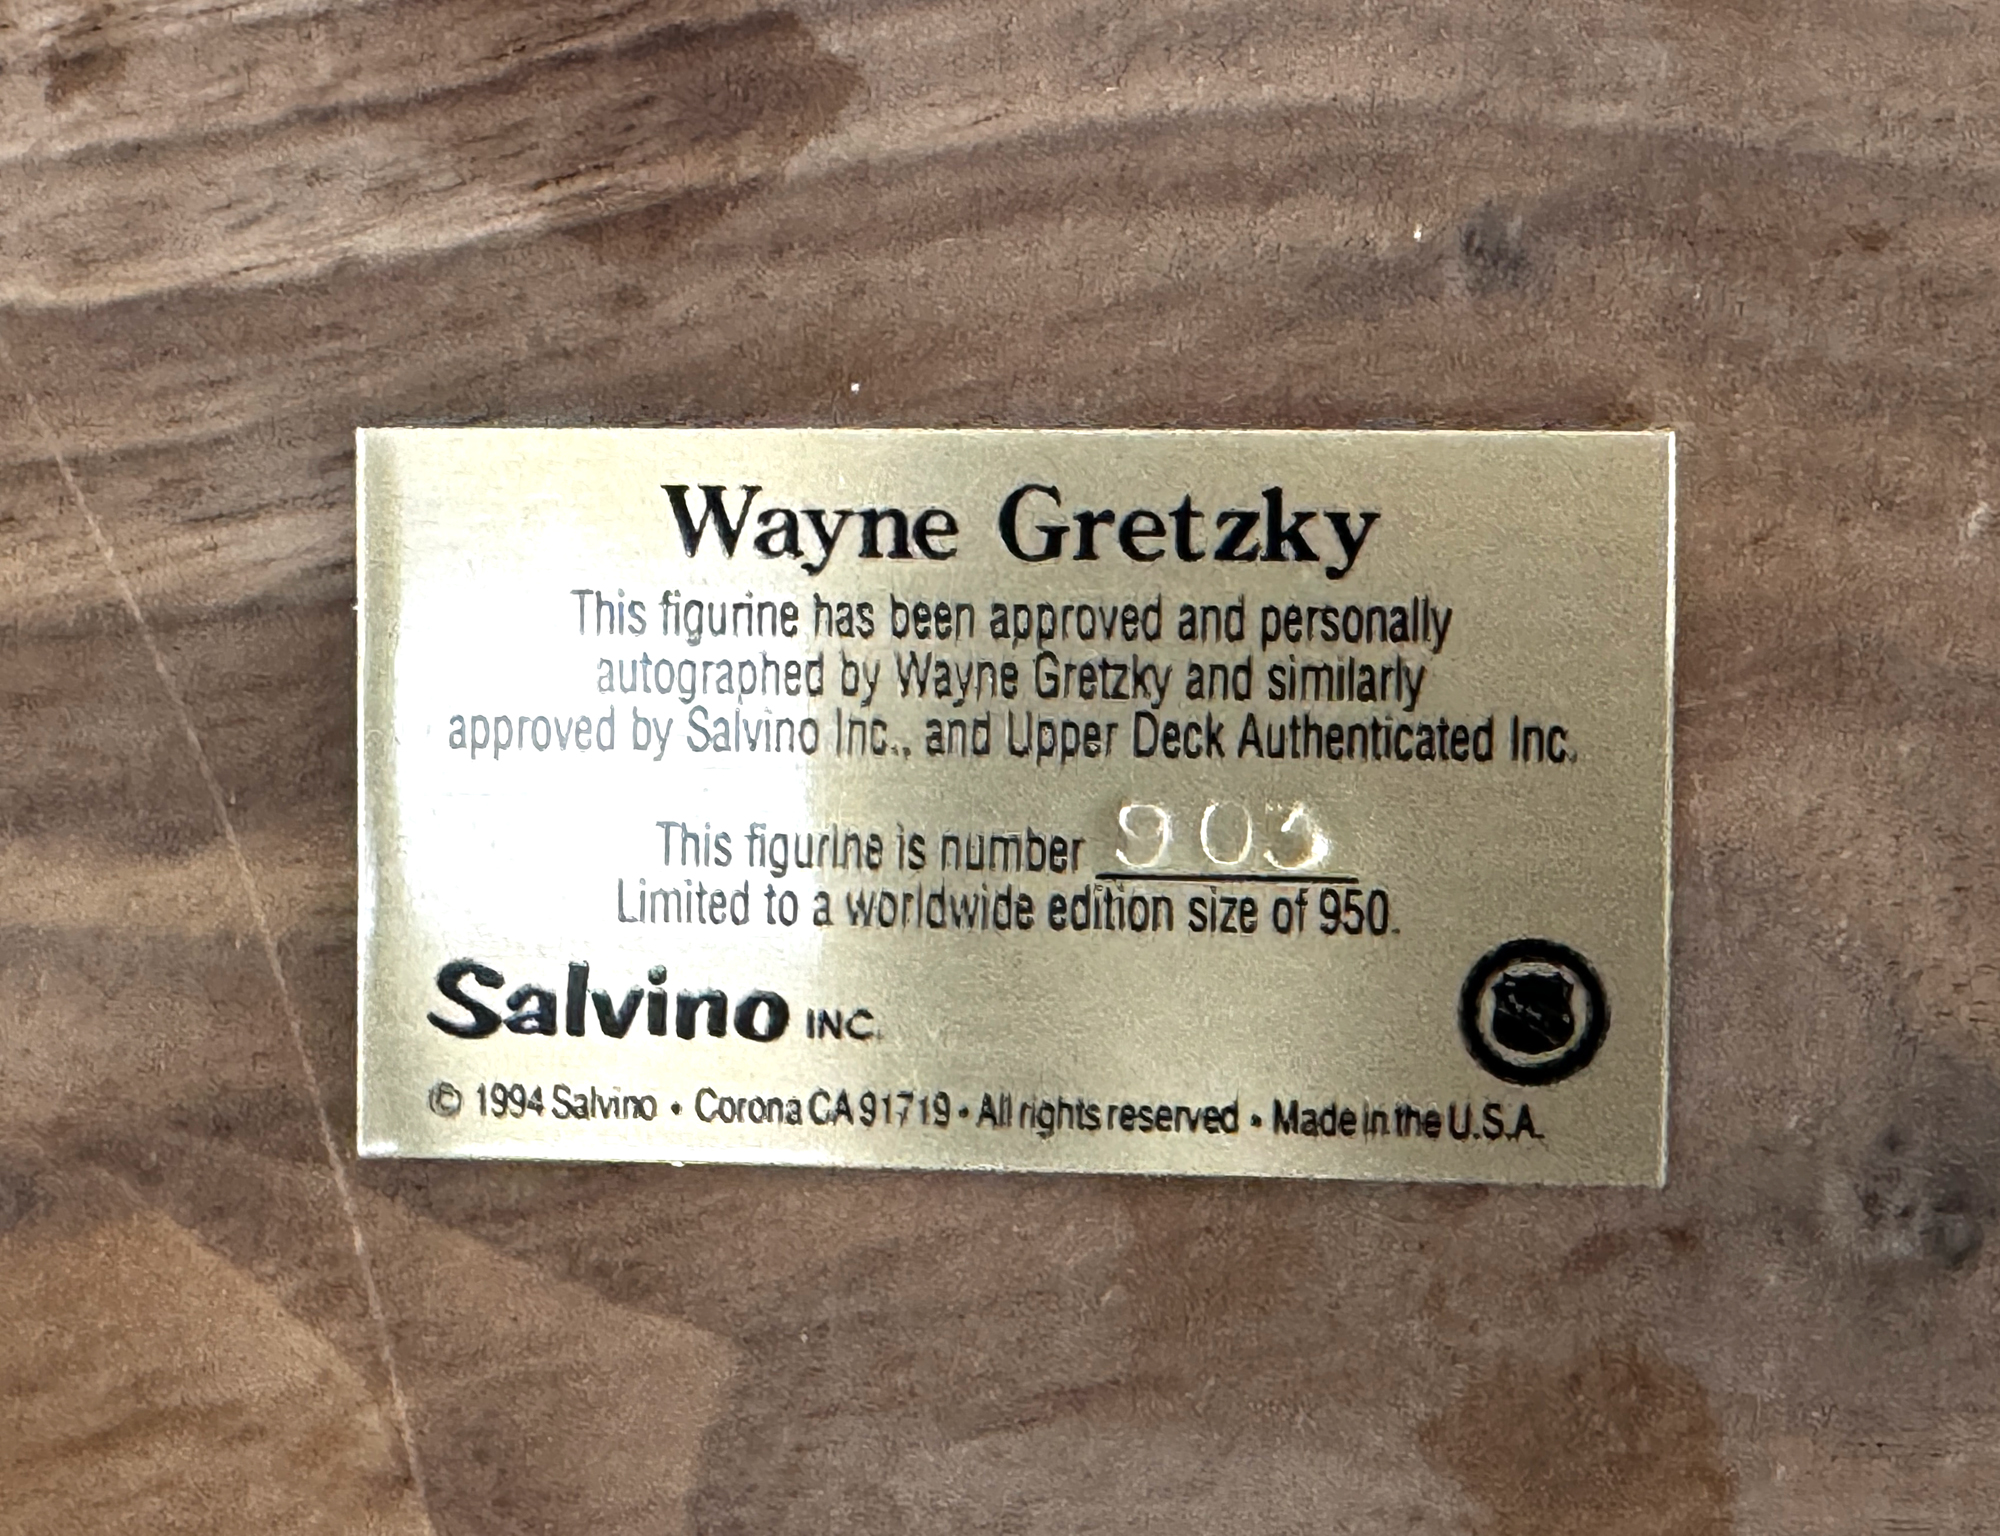 Wayne Gretzky
This figurine has been approved and personally
autographed by Wayne Gretzky and similarly
approved by Salvino Inc., and Upper Deck Authenticated Inc.
This figurine is number 903
Limited to a worldwide edition size of 950.
Salvino INC.
© 1994 Salvino • Corona CA 91719 • All rights reserved • Made in the U.S.A.